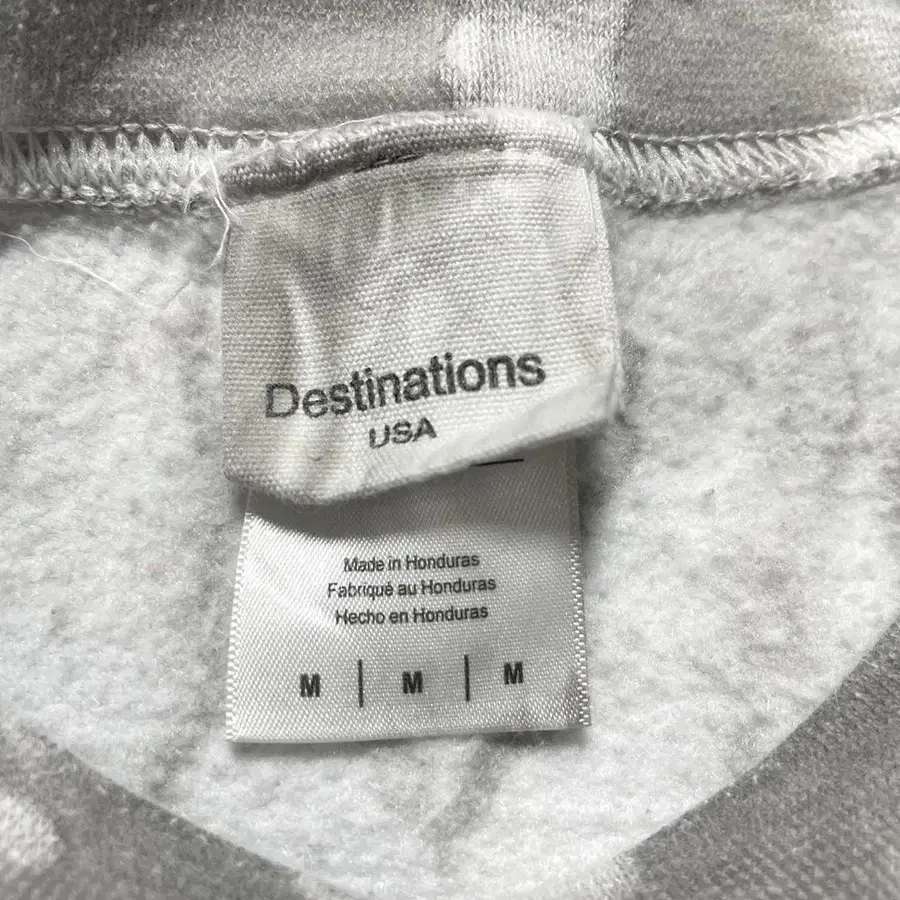 Destinations
USA
Made in Honduras
Fabriqué au Honduras
Hecho en Honduras
M | M | M